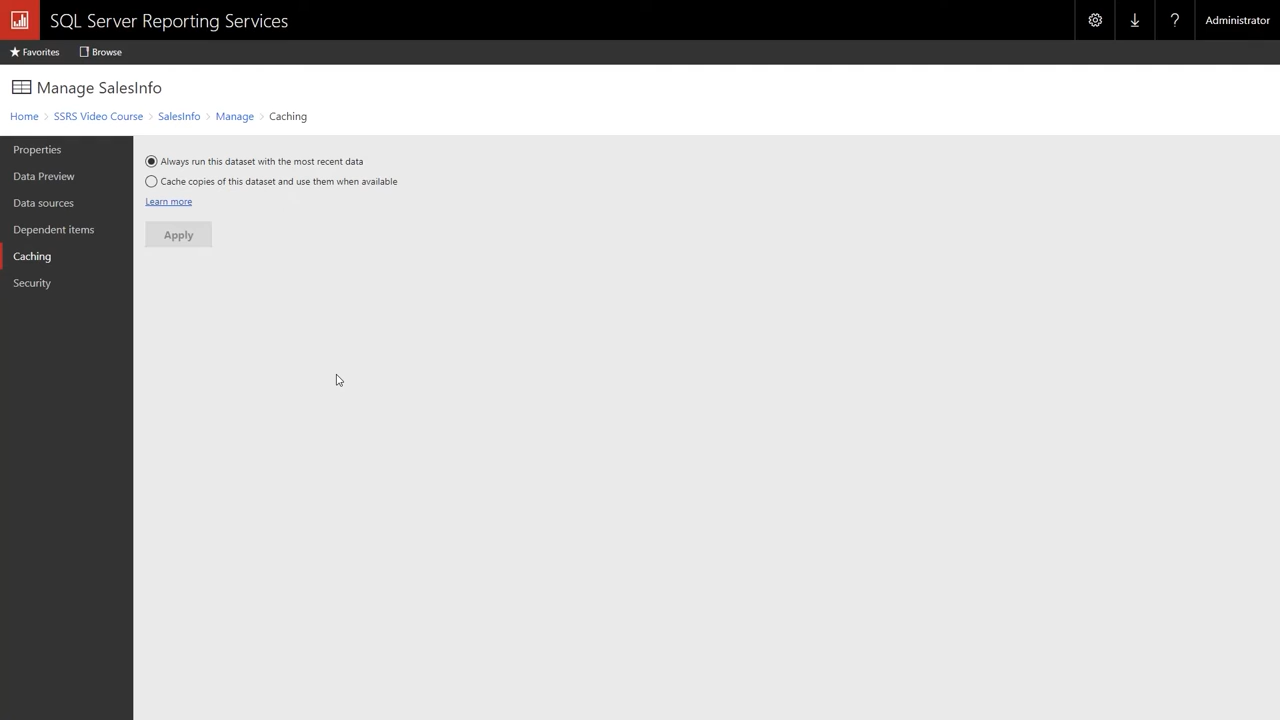 SQL Server Reporting Services
?
Administrator
Favorites
Browse
Manage SalesInfo
Home > SSRS Video Course > SalesInfo > Manage > Caching
Properties
Data Preview
Data sources
Dependent items
Caching
Security
Always run this dataset with the most recent data
Cache copies of this dataset and use them when available
Learn more
Apply